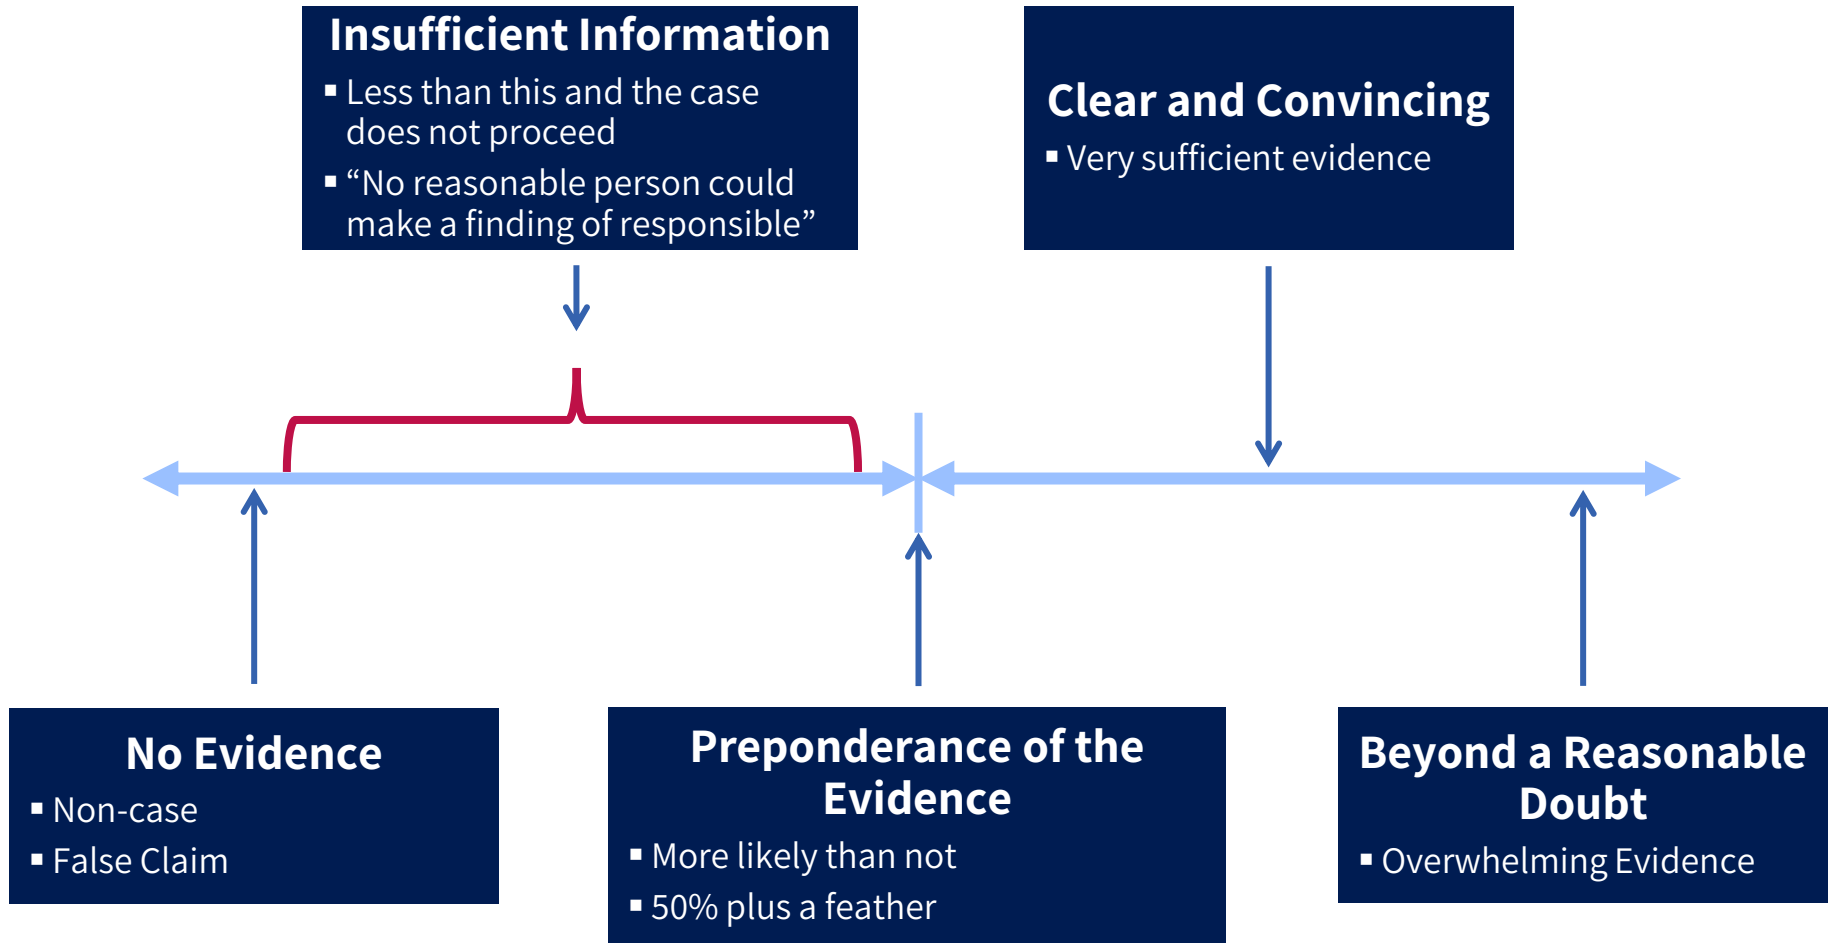 Insufficient Information
▪ Less than this and the case
does not proceed
▪ “No reasonable person could
make a finding of responsible”
Clear and Convincing
▪ Very sufficient evidence
No Evidence
▪ Non-case
▪ False Claim
Preponderance of the
Evidence
▪ More likely than not
▪ 50% plus a feather
Beyond a Reasonable
Doubt
▪ Overwhelming Evidence